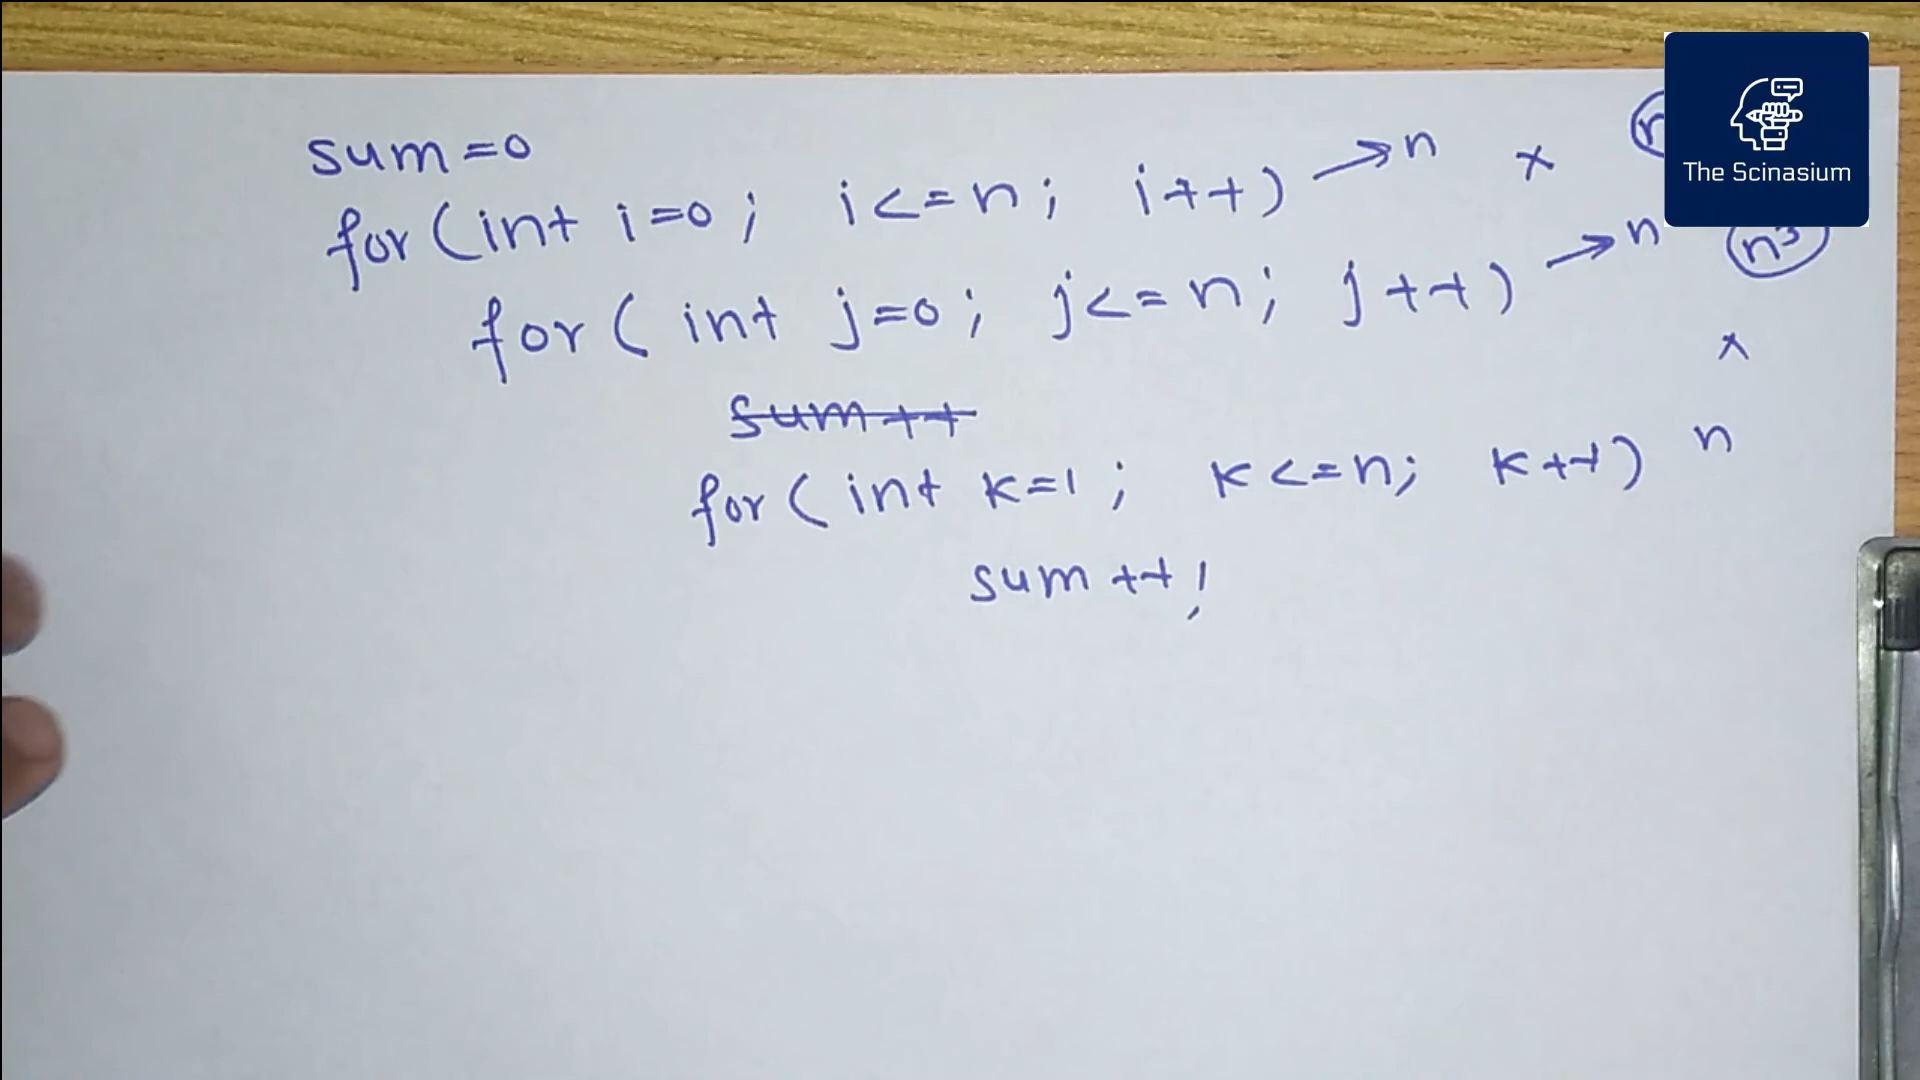 sum=0
for (int i=0; i<=n; i++) → n ×
for ( int j=0; j<=n; j++) → n n³
×
sum++
for ( int k=1; k<=n; k++) n
sum++;
The Scinasium